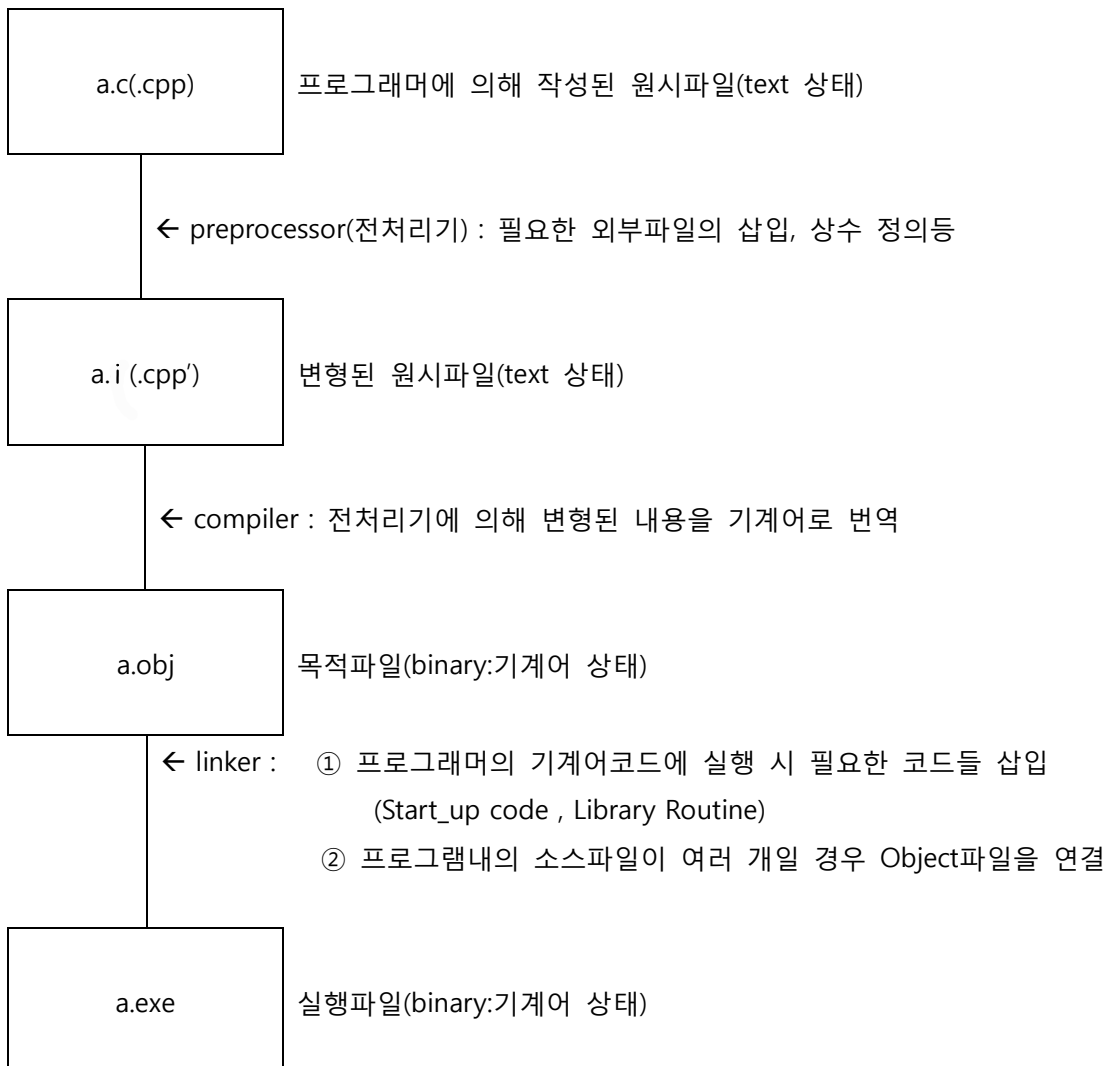 a.c(.cpp) 프로그래머에 의해 작성된 원시파일(text 상태)
← preprocessor(전처리기) : 필요한 외부파일의 삽입, 상수 정의등
a.i (.cpp′) 변형된 원시파일(text 상태)
← compiler : 전처리기에 의해 변형된 내용을 기계어로 번역
a.obj 목적파일(binary:기계어 상태)
← linker : ① 프로그래머의 기계어코드에 실행 시 필요한 코드들 삽입
(Start_up code , Library Routine)
② 프로그램내의 소스파일이 여러 개일 경우 Object파일을 연결
a.exe 실행파일(binary:기계어 상태)